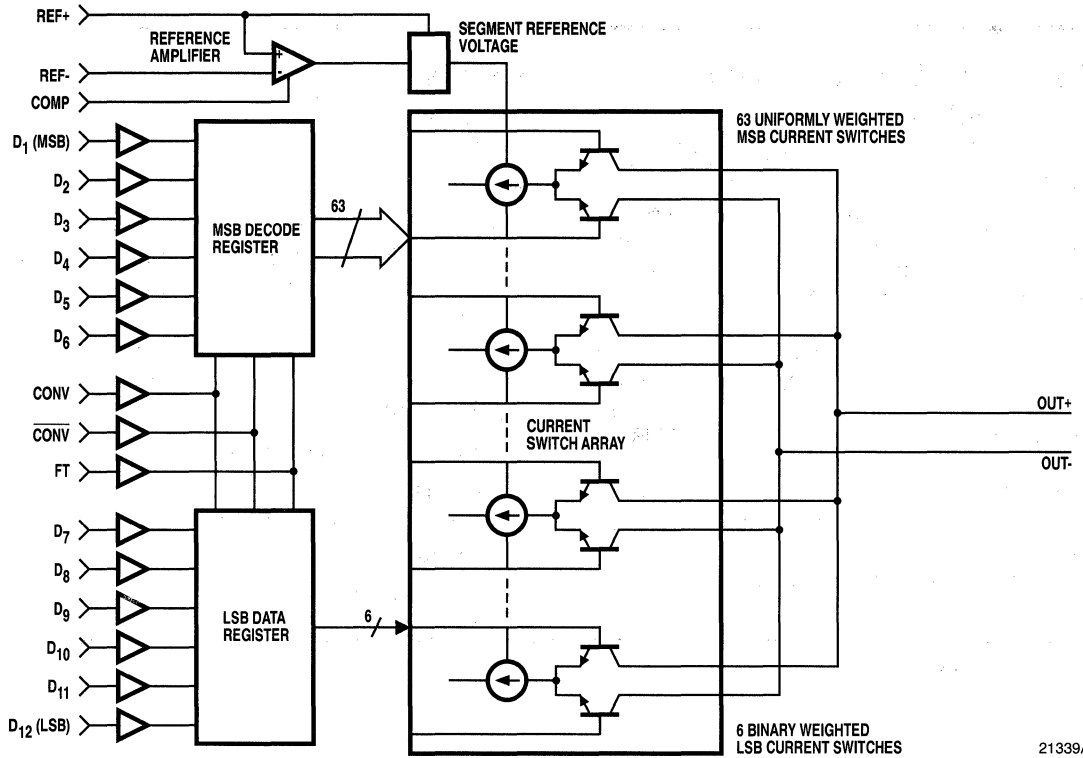 REF+
REFERENCE
AMPLIFIER
SEGMENT REFERENCE
VOLTAGE
+
-
REF-
COMP
63 UNIFORMLY WEIGHTED
MSB CURRENT SWITCHES
D1 (MSB)
D2
D3
D4
D5
D6
MSB DECODE
REGISTER
63
CONV
CONV
FT
CURRENT
SWITCH ARRAY
OUT+
OUT-
D7
D8
D9
D10
D11
D12 (LSB)
LSB DATA
REGISTER
6
6 BINARY WEIGHTED
LSB CURRENT SWITCHES
21339A